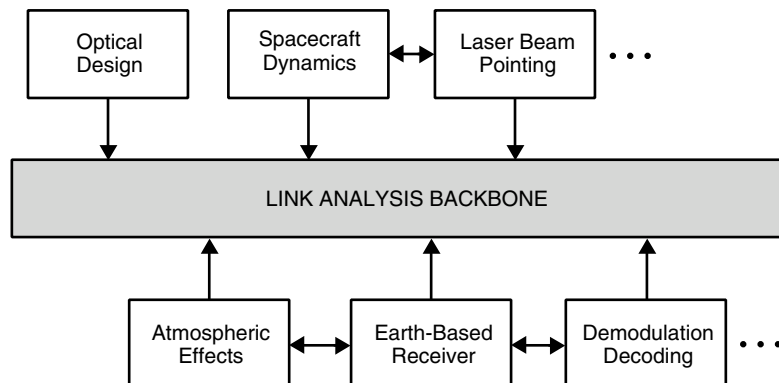 Optical
Design
Spacecraft
Dynamics
Laser Beam
Pointing
• • •
LINK ANALYSIS BACKBONE
Atmospheric
Effects
Earth-Based
Receiver
Demodulation
Decoding
• • •